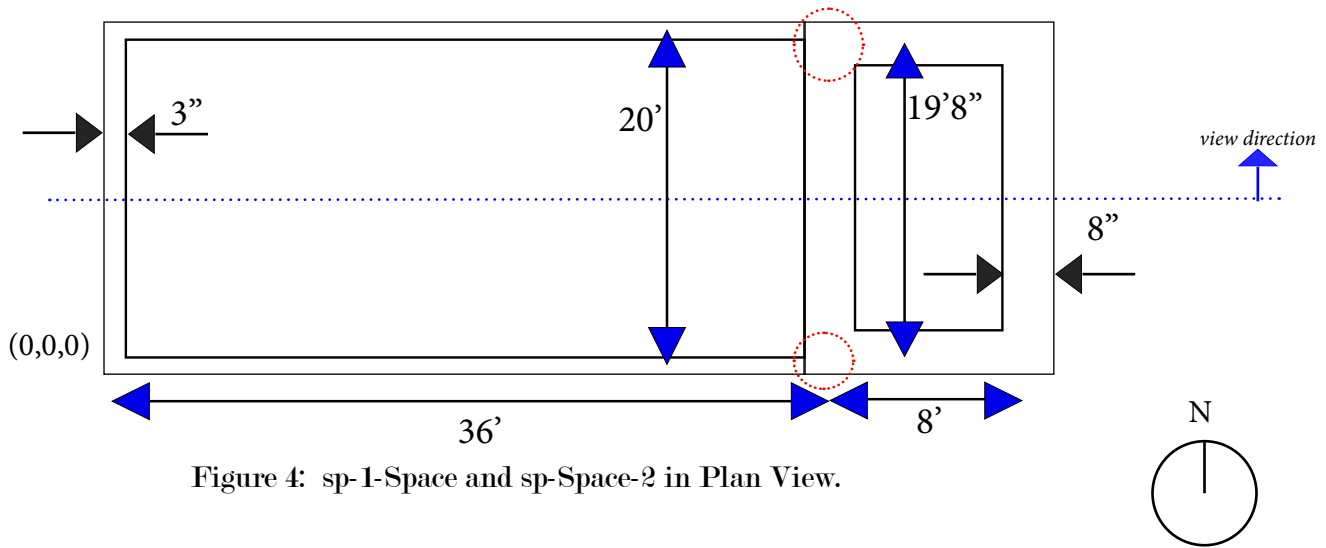 3”
20’
19’8”
view direction
8”
(0,0,0)
36’
8’
N
Figure 4: sp-1-Space and sp-Space-2 in Plan View.